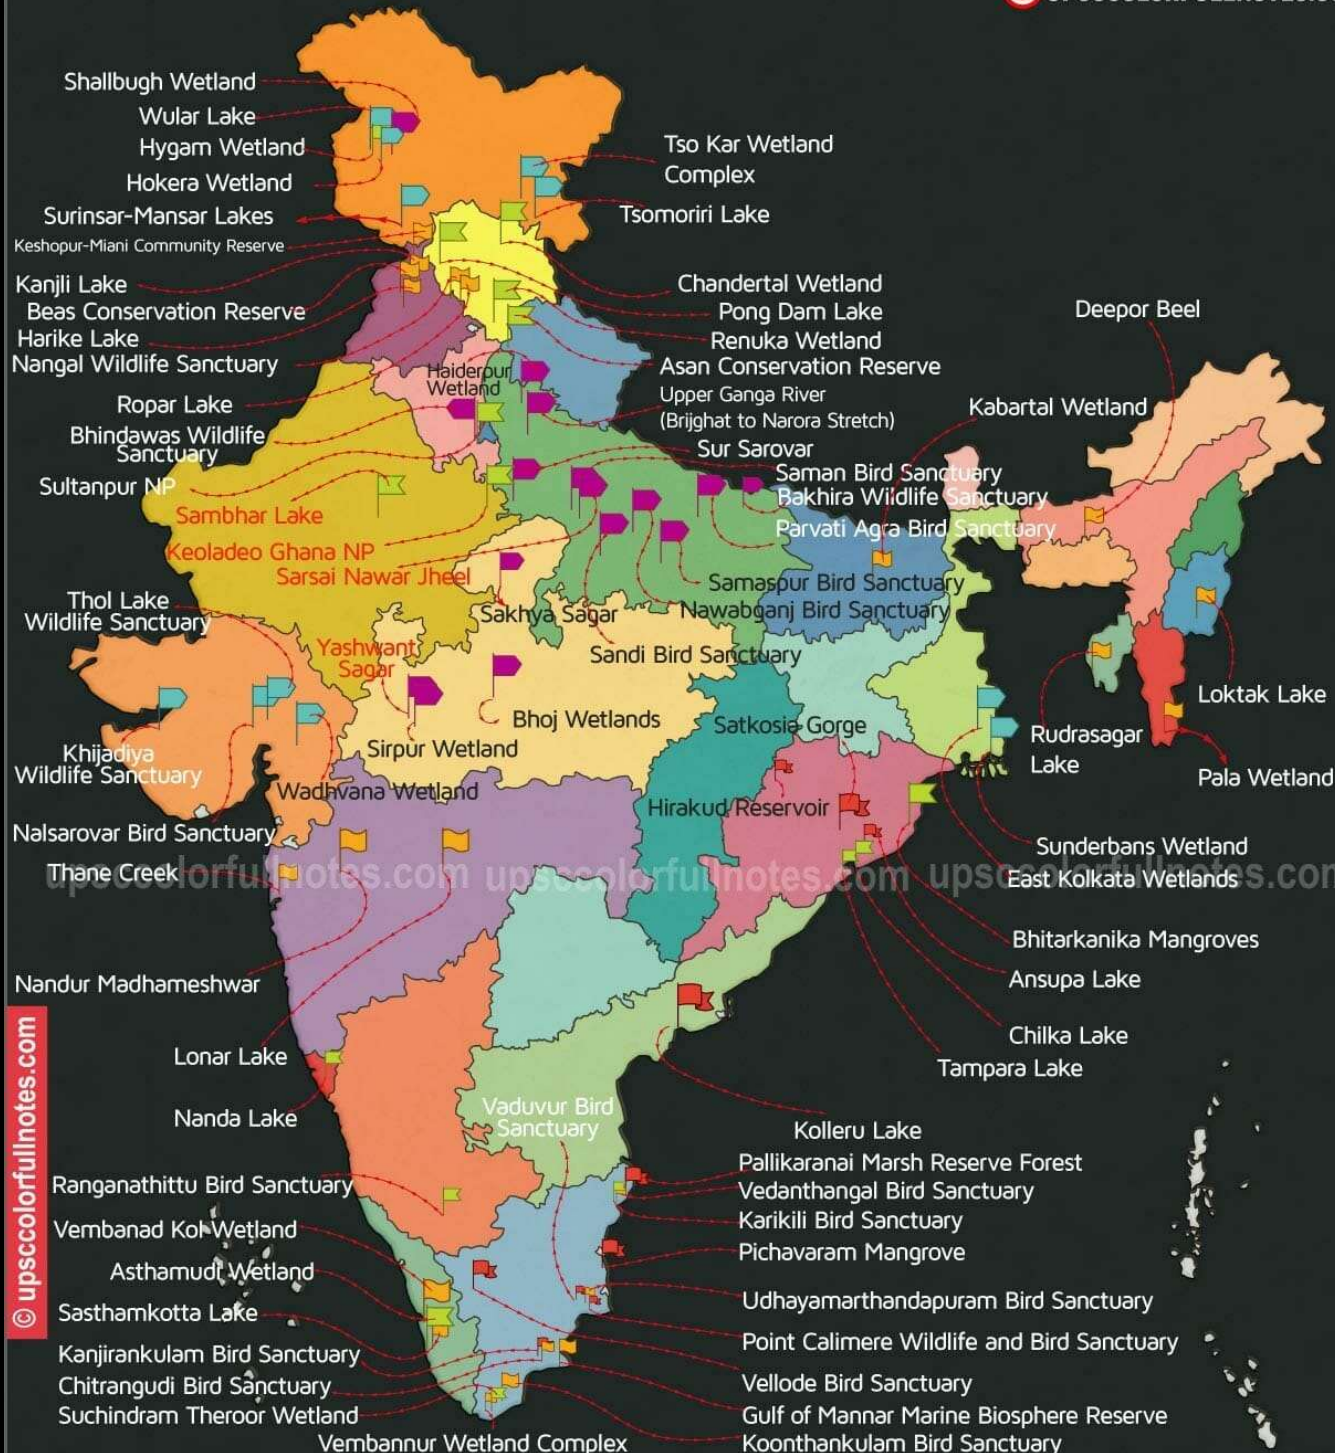 Shallbugh Wetland
Wular Lake
Hygam Wetland
Hokera Wetland
Surinsar-Mansar Lakes
Keshopur-Miani Community Reserve
Kanjli Lake
Beas Conservation Reserve
Harike Lake
Nangal Wildlife Sanctuary
Ropar Lake
Bhindawas Wildlife
Sanctuary
Sultanpur NP
Sambhar Lake
Keoladeo Ghana NP
Sarsai Nawar Jheel
Thol Lake
Wildlife Sanctuary
Yashwant
Sagar
Khijadiya
Wildlife Sanctuary
Nalsarovar Bird Sanctuary
Thane Creek
Wadhvana Wetland
Sirpur Wetland
Bhoj Wetlands
Sakhya Sagar
Haiderpur
Wetland
Tso Kar Wetland
Complex
Tsomoriri Lake
Chandertal Wetland
Pong Dam Lake
Renuka Wetland
Asan Conservation Reserve
Upper Ganga River
(Brijghat to Narora Stretch)
Sur Sarovar
Saman Bird Sanctuary
Bakhira Wildlife Sanctuary
Parvati Agra Bird Sanctuary
Samaspur Bird Sanctuary
Nawabganj Bird Sanctuary
Sandi Bird Sanctuary
Satkosia Gorge
Hirakud Reservoir
Deepor Beel
Kabartal Wetland
Loktak Lake
Rudrasagar
Lake
Pala Wetland
Sunderbans Wetland
East Kolkata Wetlands
Bhitarkanika Mangroves
Ansupa Lake
Chilka Lake
Tampara Lake
upsccolorfullnotes.com upsccolorfullnotes.com upsccolorfullnotes.com
Nandur Madhameshwar
Lonar Lake
Nanda Lake
Vaduvur Bird
Sanctuary
Kolleru Lake
Pallikaranai Marsh Reserve Forest
Vedanthangal Bird Sanctuary
Karikili Bird Sanctuary
Pichavaram Mangrove
Udhayamarthandapuram Bird Sanctuary
Point Calimere Wildlife and Bird Sanctuary
Vellode Bird Sanctuary
Gulf of Mannar Marine Biosphere Reserve
Koonthankulam Bird Sanctuary
Ranganathittu Bird Sanctuary
Vembanad Kol Wetland
Asthamudi Wetland
Sasthamkotta Lake
Kanjirankulam Bird Sanctuary
Chitrangudi Bird Sanctuary
Suchindram Theroor Wetland
Vembannur Wetland Complex
© upsccolorfullnotes.com